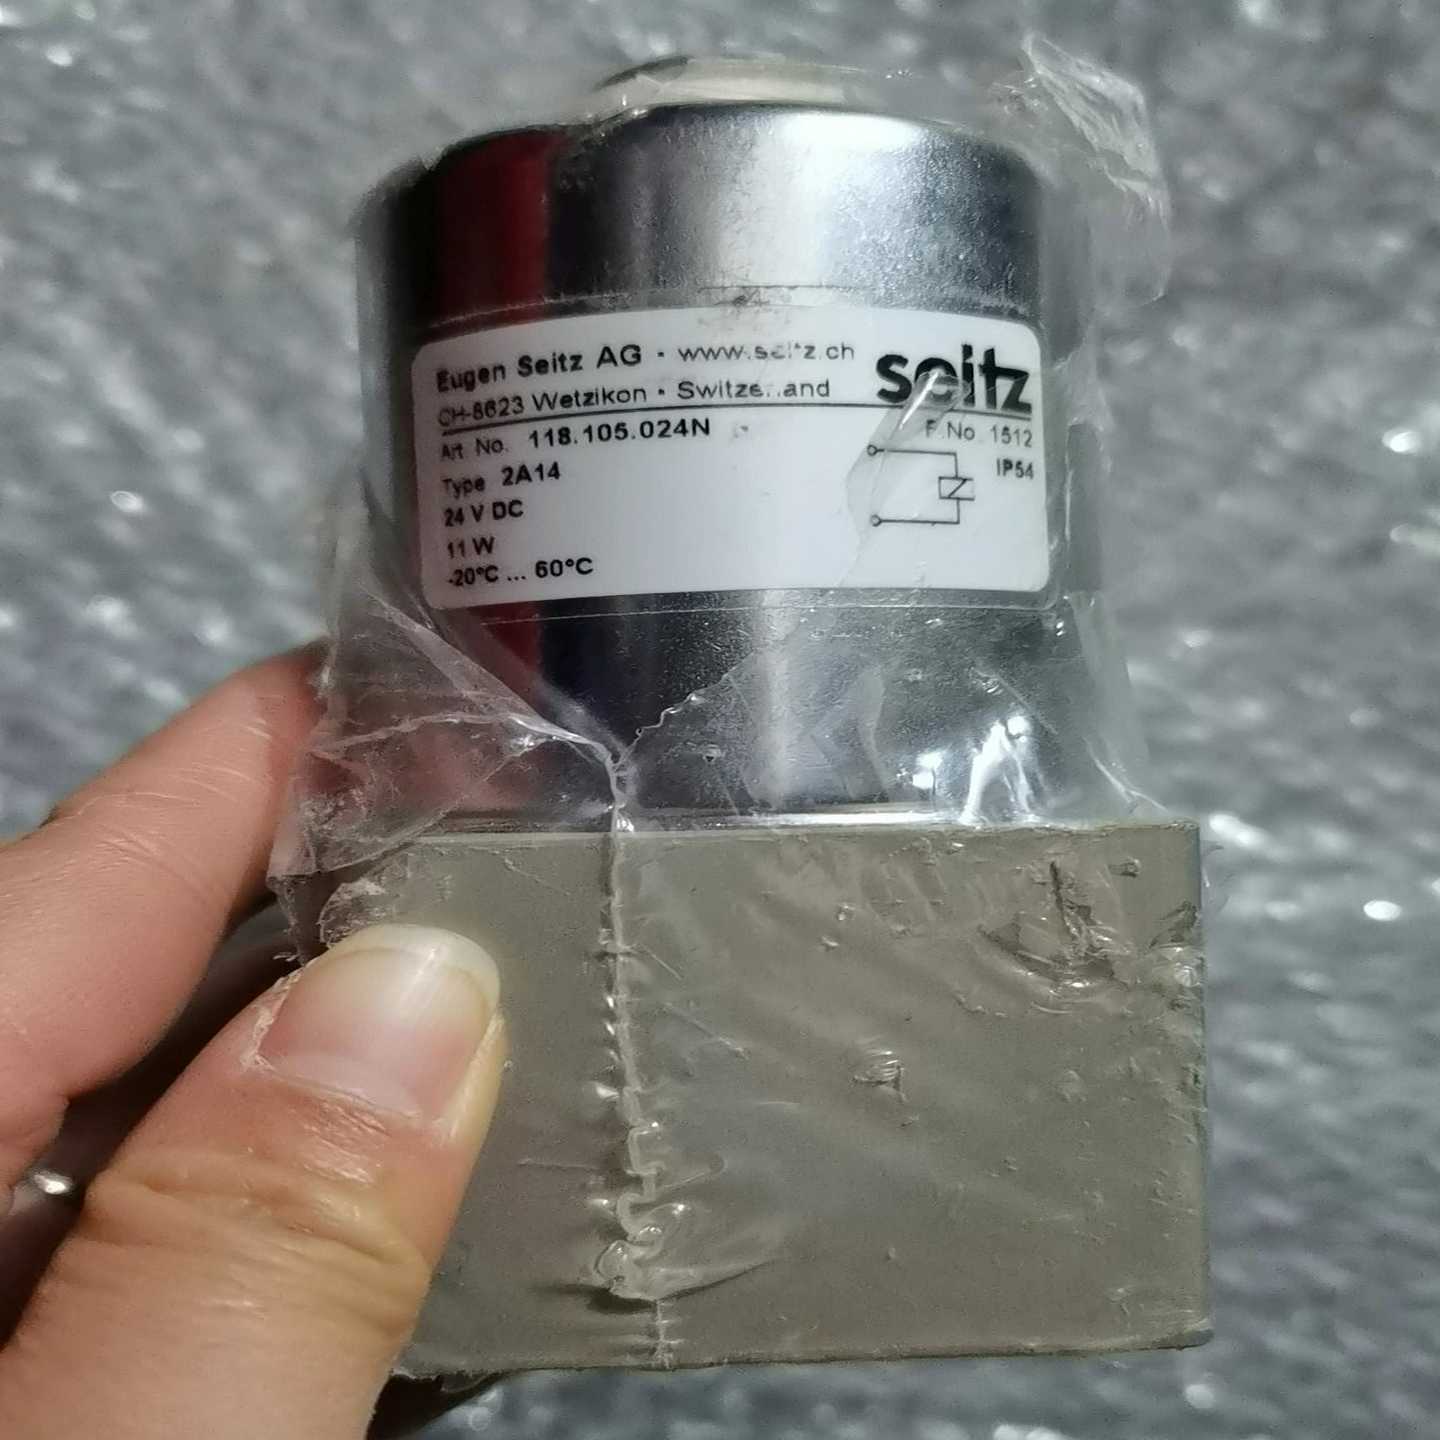 Eugen Seitz AG • www.seitz.ch
seitz
CH-8623 Wetzikon • Switzerland
Art. No. 118.105.024N
F.No. 1512
Type 2A14
IP54
24 V DC
11 W
-20°C ... 60°C